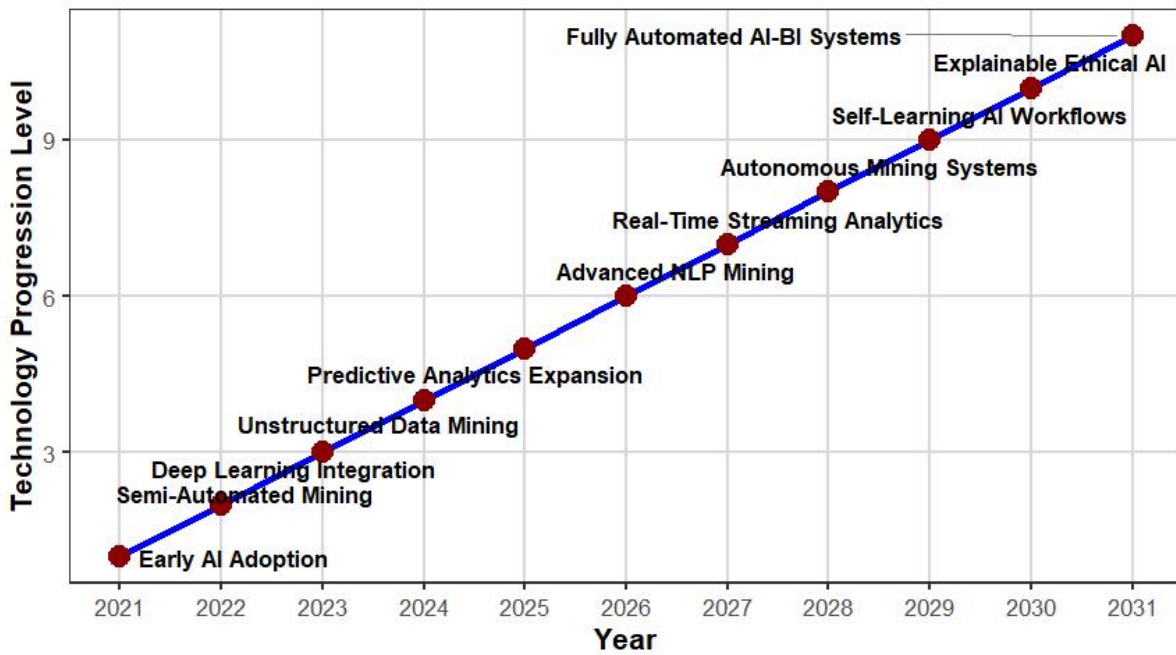 Technology Progression Level
Fully Automated AI-BI Systems
Explainable Ethical AI
Self-Learning AI Workflows
9
Autonomous Mining Systems
Real-Time Streaming Analytics
Advanced NLP Mining
6
Predictive Analytics Expansion
Unstructured Data Mining
3
Deep Learning Integration
Semi-Automated Mining
Early AI Adoption
2021 2022 2023 2024 2025 2026 2027 2028 2029 2030 2031
Year